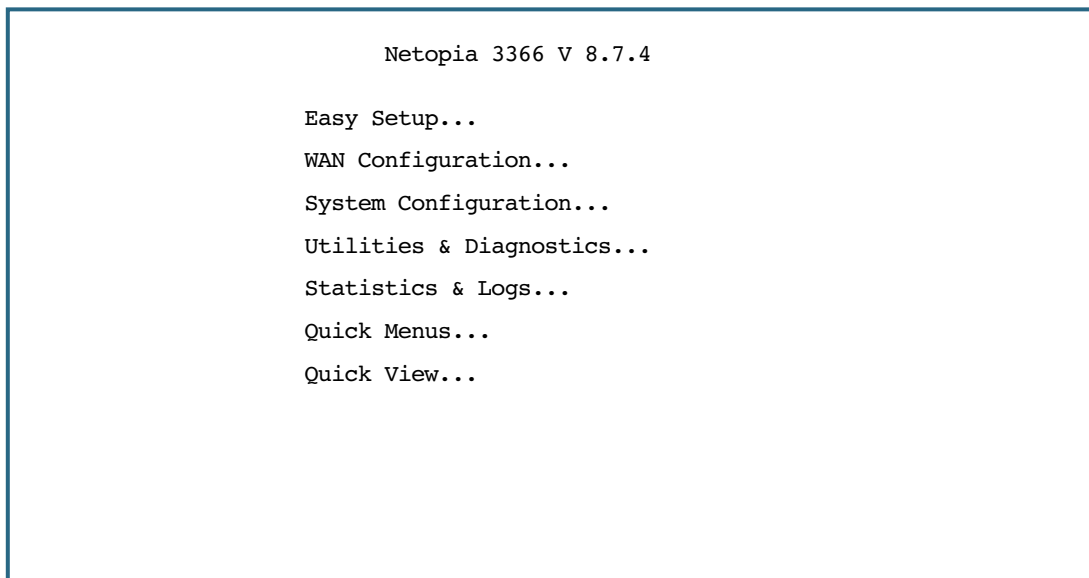 Netopia 3366 V 8.7.4
Easy Setup...
WAN Configuration...
System Configuration...
Utilities & Diagnostics...
Statistics & Logs...
Quick Menus...
Quick View...